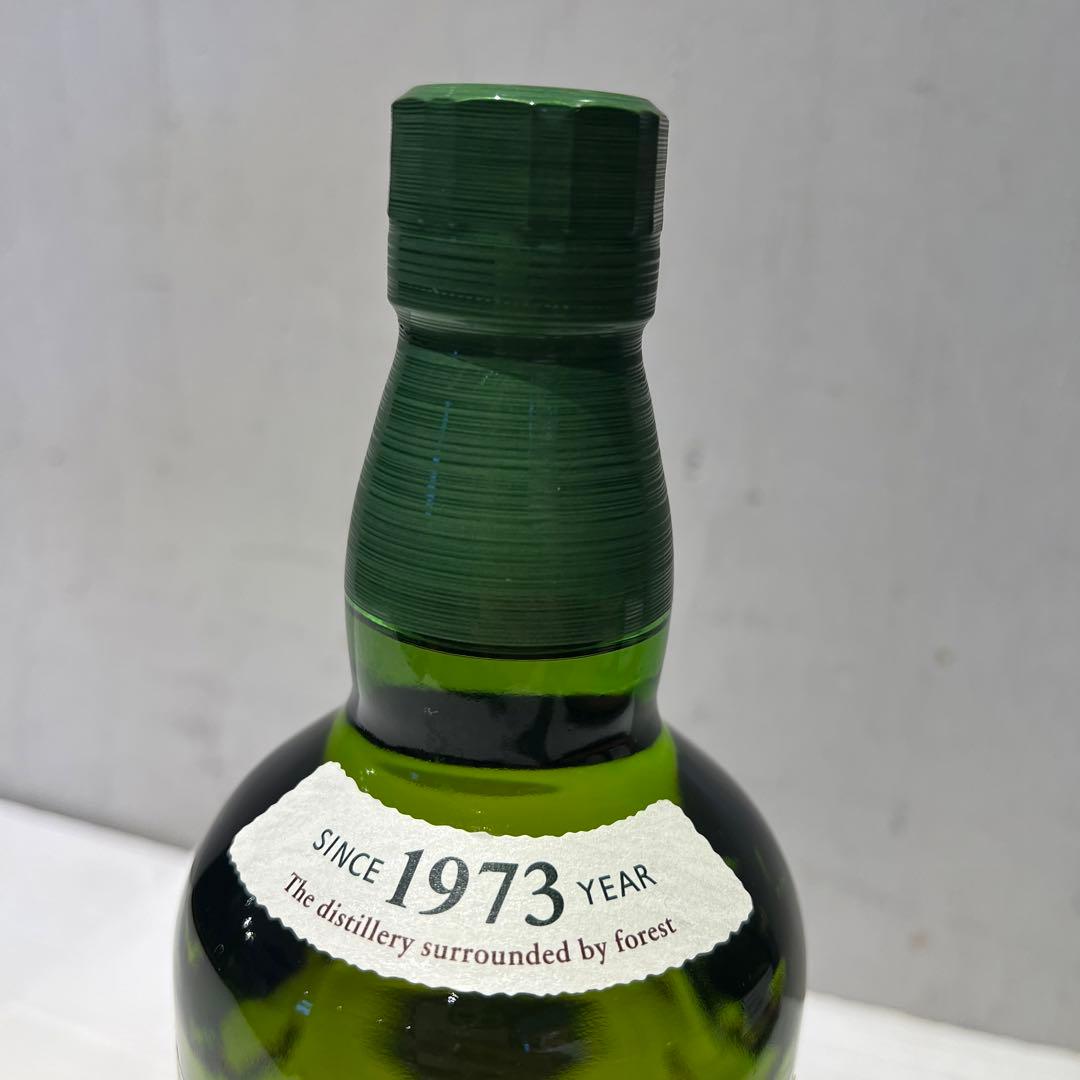 SINCE 1973 YEAR
The distillery surrounded by forest